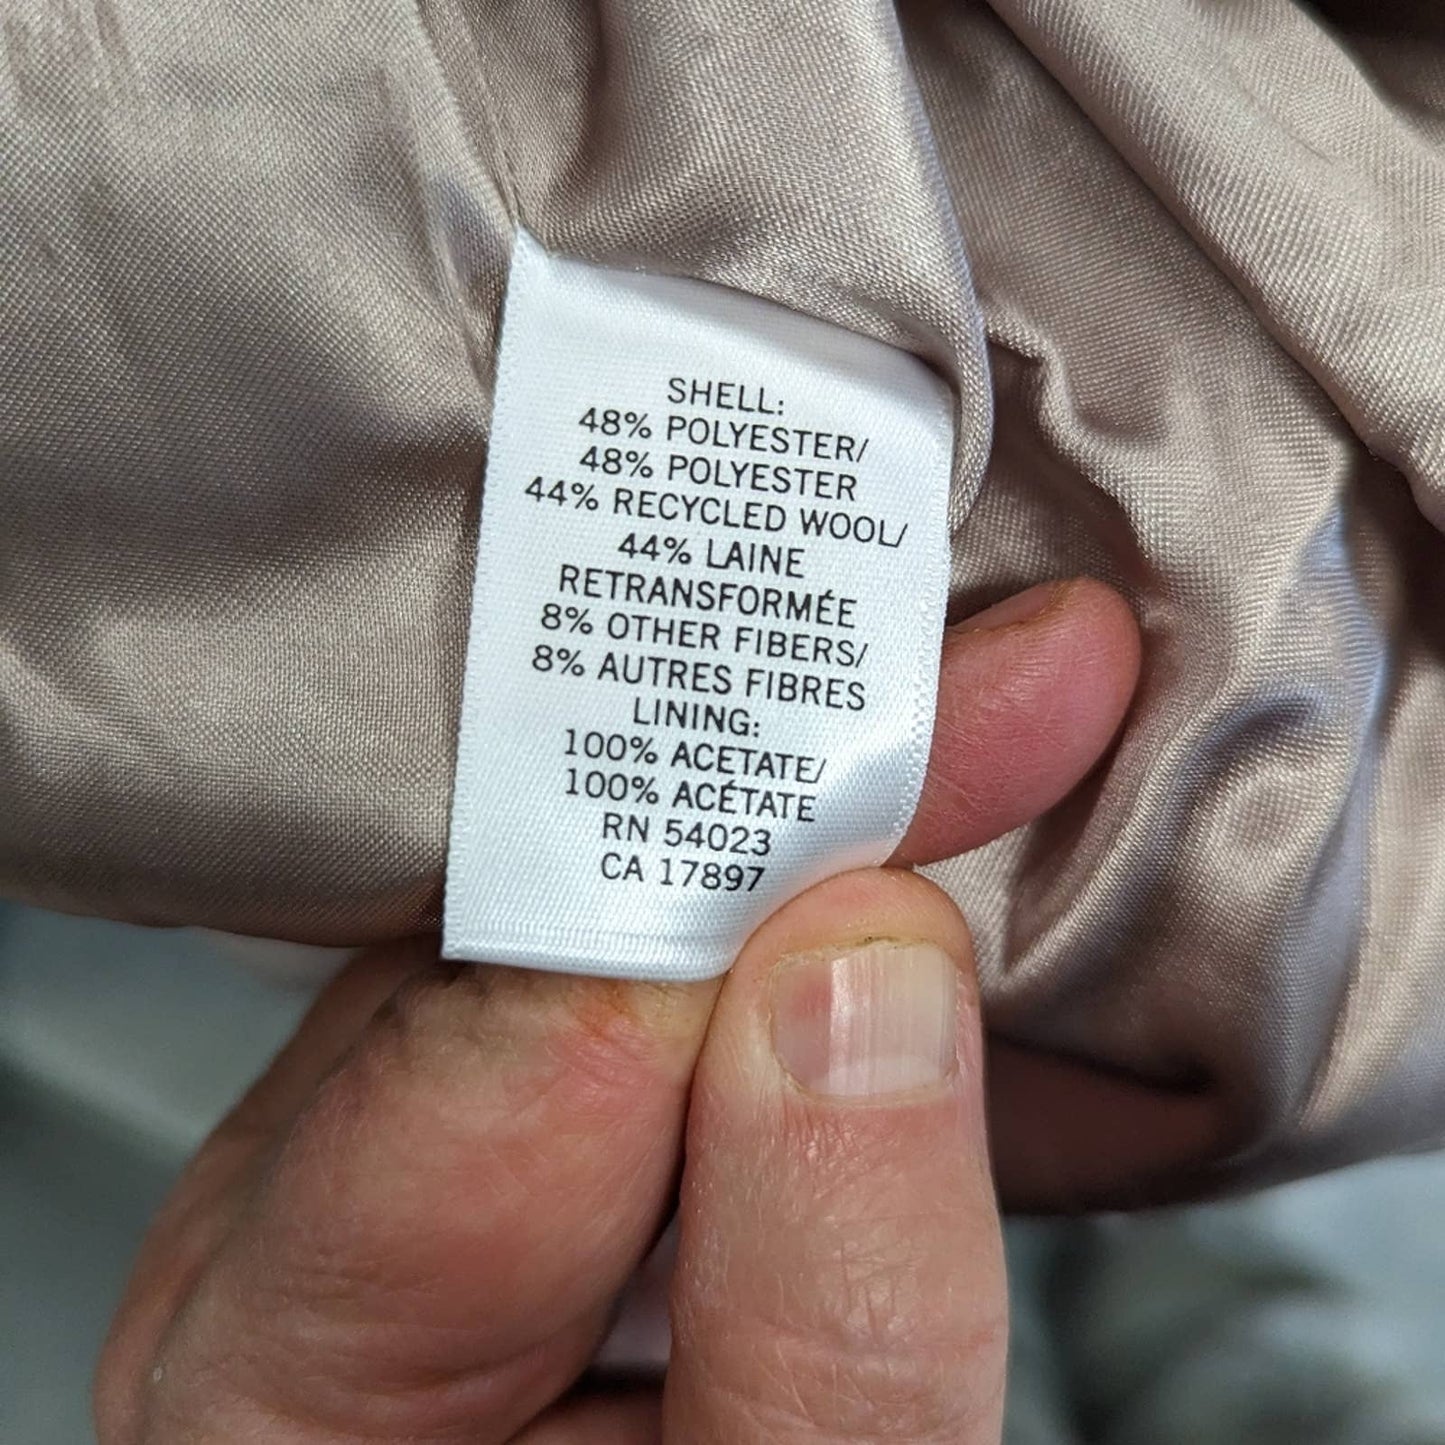 SHELL:
48% POLYESTER/
48% POLYESTER
44% RECYCLED WOOL/
44% LAINE
RETRANSFORMÉE
8% OTHER FIBERS/
8% AUTRES FIBRES
LINING:
100% ACETATE/
100% ACÉTATE
RN 54023
CA 17897